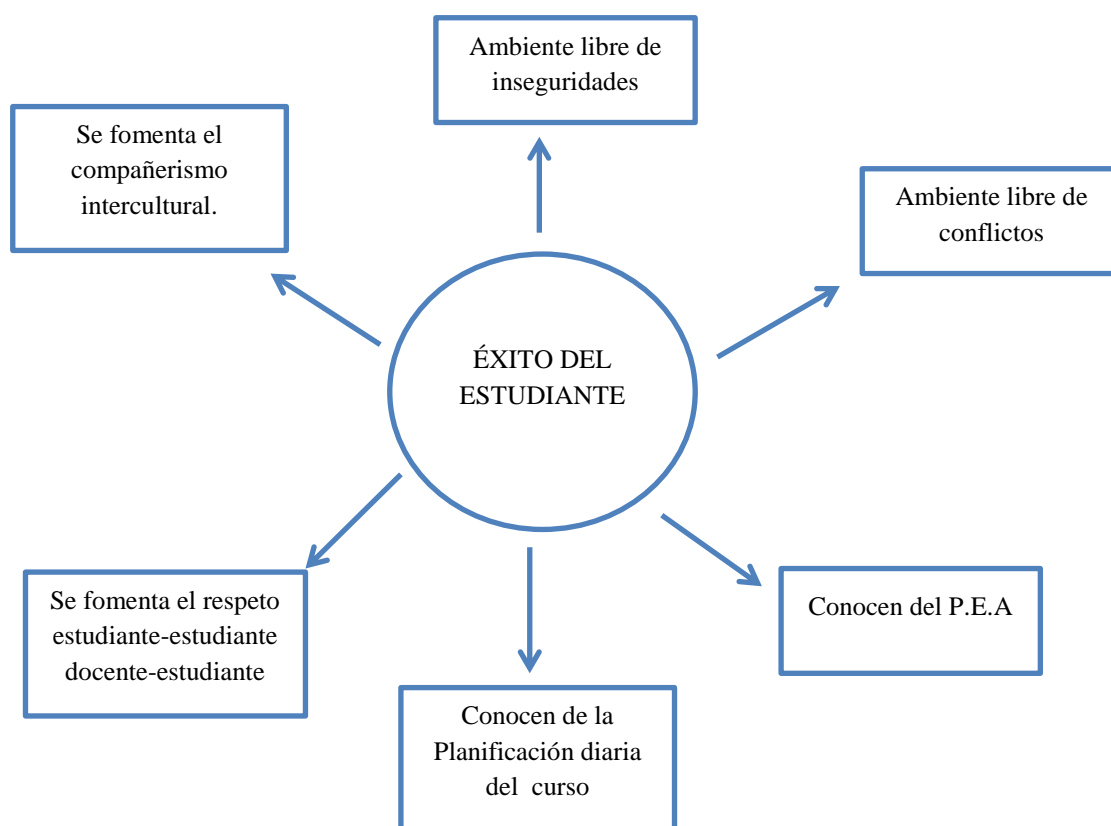 Ambiente libre de
inseguridades
Se fomenta el
compañerismo
intercultural.
Ambiente libre de
conflictos
ÉXITO DEL
ESTUDIANTE
Se fomenta el respeto
estudiante-estudiante
docente-estudiante
Conocen del P.E.A
Conocen de la
Planificación diaria
del curso